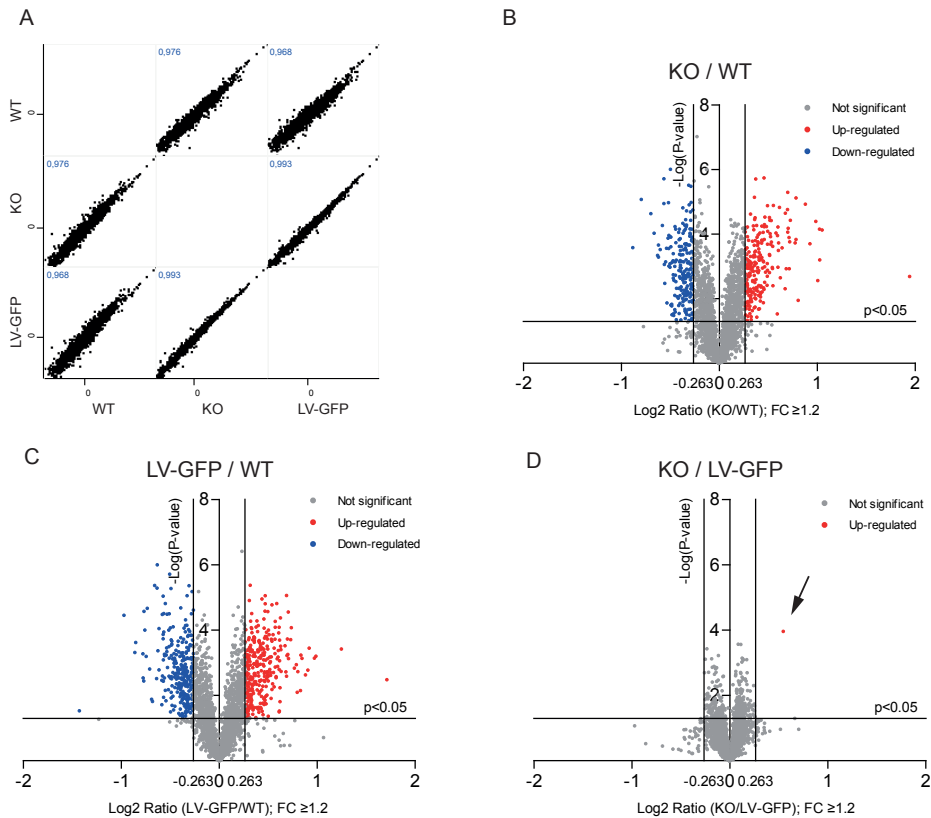 A
0,976
0,968
WT
0
0,976
0,993
KO
0
0,968
0,993
LV-GFP
0
0
0
0
WT
KO
LV-GFP
B
KO / WT
-Log(P-value)
8
6
4
Not significant
Up-regulated
Down-regulated
p<0.05
-2
-1
-0.263
0
0.263
1
2
Log2 Ratio (KO/WT); FC ≥1.2
C
LV-GFP / WT
-Log(P-value)
8
6
4
Not significant
Up-regulated
Down-regulated
p<0.05
-2
-1
-0.263
0
0.263
1
2
Log2 Ratio (LV-GFP/WT); FC ≥1.2
D
KO / LV-GFP
-Log(P-value)
8
6
4
2
Not significant
Up-regulated
p<0.05
-2
-1
-0.263
0
0.263
1
2
Log2 Ratio (KO/LV-GFP); FC ≥1.2